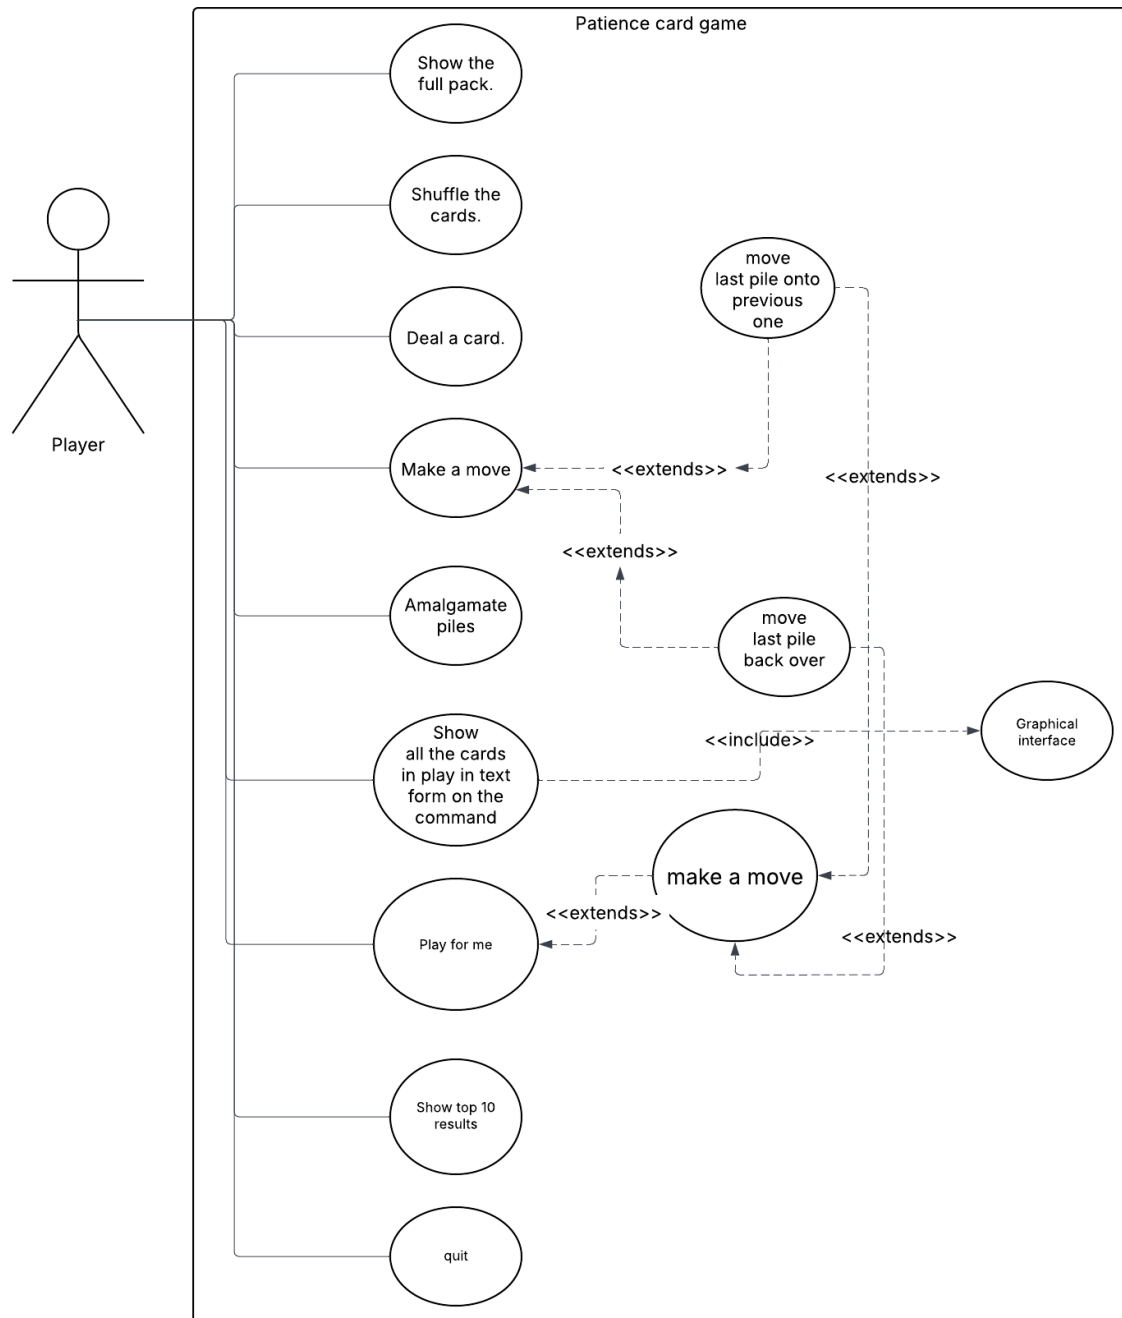 Patience card game
Show the
full pack.
Shuffle the
cards.
move
last pile onto
previous
one
Deal a card.
Player
Make a move
<<extends>>
<<extends>>
<<extends>>
Amalgamate
piles
move
last pile
back over
Show
all the cards
in play in text
form on the
command
<<include>>
Graphical
interface
make a move
<<extends>>
Play for me
<<extends>>
Show top 10
results
quit